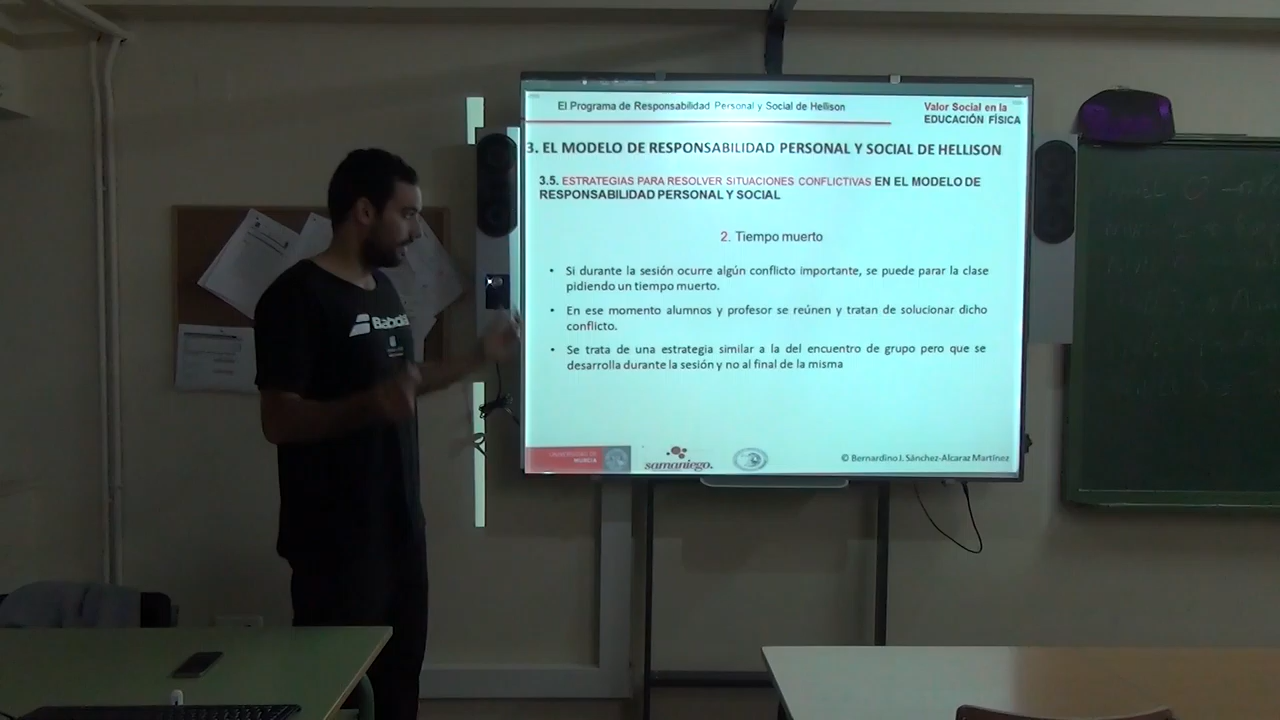 El Programa de Responsabilidad Personal y Social de Hellison
Valor Social en la
EDUCACIÓN FÍSICA
3. EL MODELO DE RESPONSABILIDAD PERSONAL Y SOCIAL DE HELLISON
3.5. ESTRATEGIAS PARA RESOLVER SITUACIONES CONFLICTIVAS EN EL MODELO DE
RESPONSABILIDAD PERSONAL Y SOCIAL
2. Tiempo muerto
• Si durante la sesión ocurre algún conflicto importante, se puede parar la clase
pidiendo un tiempo muerto.
• En ese momento alumnos y profesor se reúnen y tratan de solucionar dicho
conflicto.
• Se trata de una estrategia similar a la del encuentro de grupo pero que se
desarrolla durante la sesión y no al final de la misma
UNIVERSIDAD DE
MURCIA
samaniego.
© Bernardino J. Sánchez-Alcaraz Martínez
Babolat